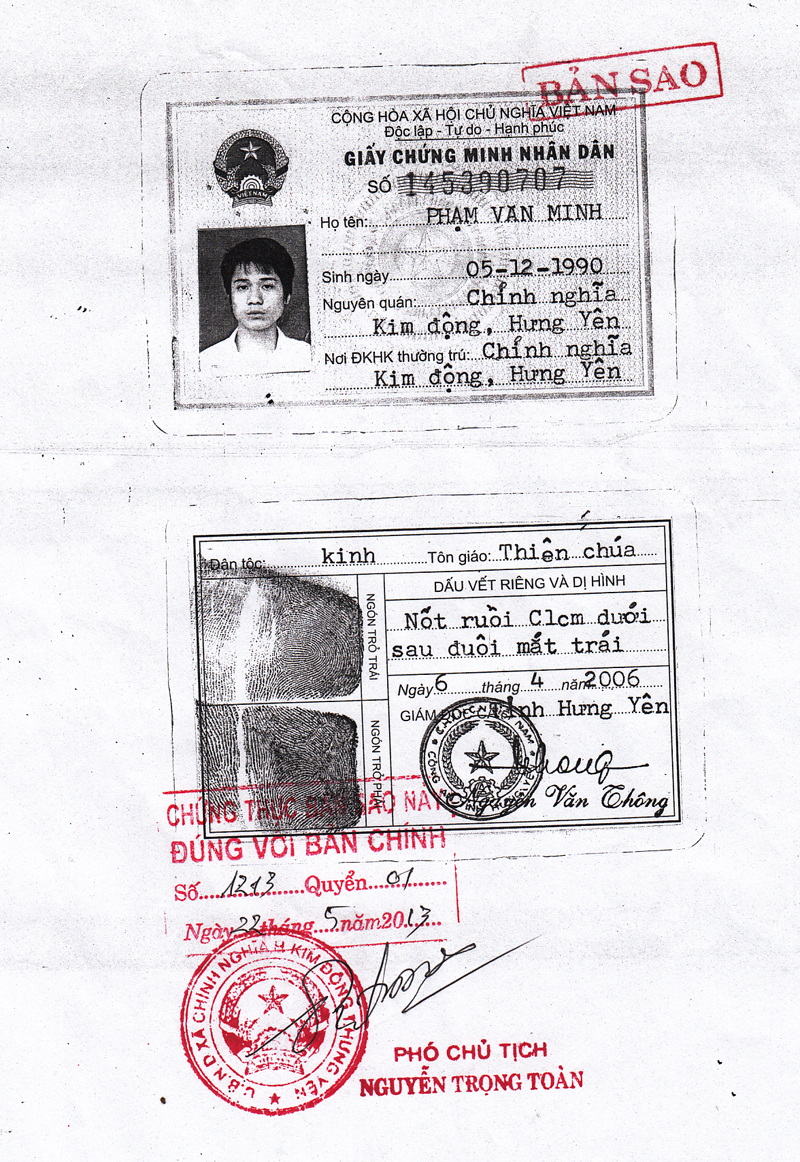 BẢN SAO
CỘNG HÒA XÃ HỘI CHỦ NGHĨA VIỆT NAM
Độc lập - Tự do - Hạnh phúc
GIẤY CHỨNG MINH NHÂN DÂN
SỐ 145390707
VIỆT NAM
Họ tên: PHẠM VĂN MINH
Sinh ngày 05-12-1990
Nguyên quán: Chính nghĩa
Kim động, Hưng Yên
Nơi ĐKHK thường trú: Chính nghĩa
Kim động, Hưng Yên
Dân tộc: kinh Tôn giáo: Thiên chúa
DẤU VẾT RIÊNG VÀ DỊ HÌNH
NGÓN TRỎ TRÁI
Nốt ruồi C1cm dưới
sau đuôi mắt trái
Ngày 6 tháng 4 năm 2006
GIÁM ĐỐC CA Hưng Yên
NGÓN TRỎ PHẢI
Nguyễn Văn Thông
CHỨNG THỰC BẢN SAO NÀY
ĐÚNG VỚI BẢN CHÍNH
Số 1213 Quyển 01
Ngày 22 tháng 5 năm 2013
U.B.N.D XÃ CHÍNH NGHĨA H KIM ĐỘNG T HƯNG YÊN
PHÓ CHỦ TỊCH
NGUYỄN TRỌNG TOÀN